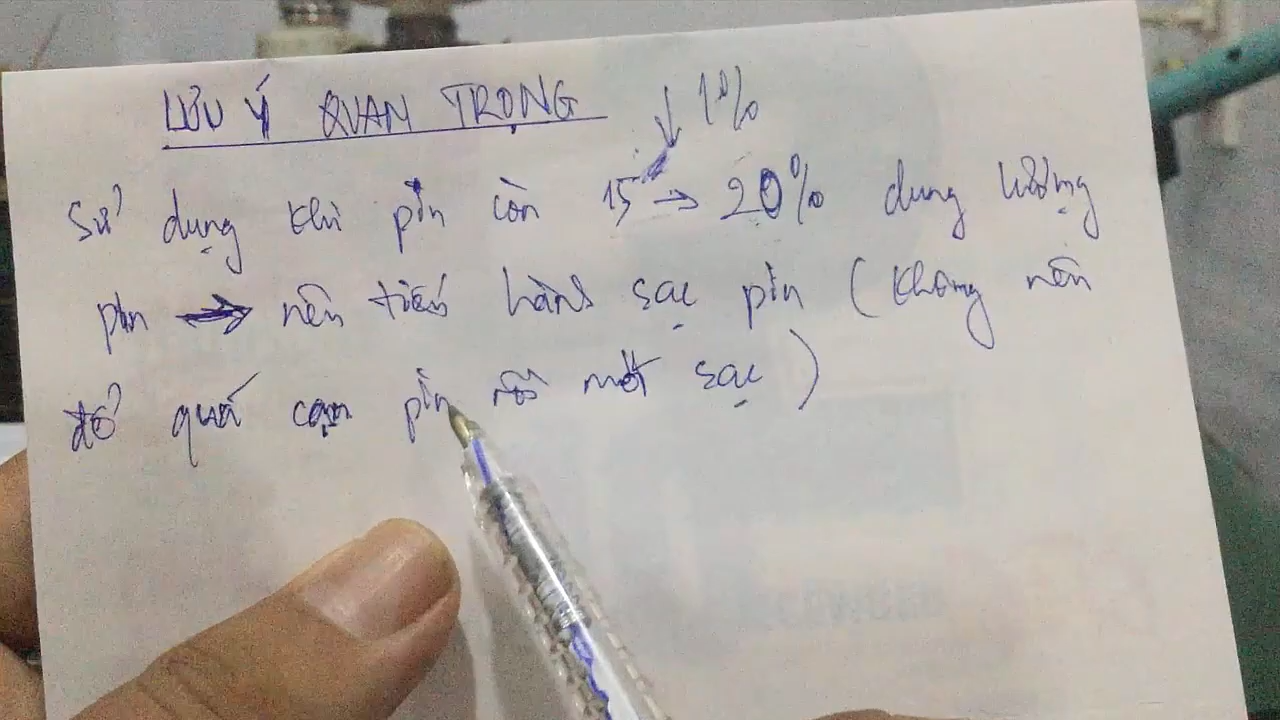 LƯU Ý QUAN TRỌNG
↓ 1%
Sử dụng khi pin còn 15 → 20% dung lượng
pin → nên tiến hành sạc pin (không nên
để quá cạn pin rồi mới sạc)